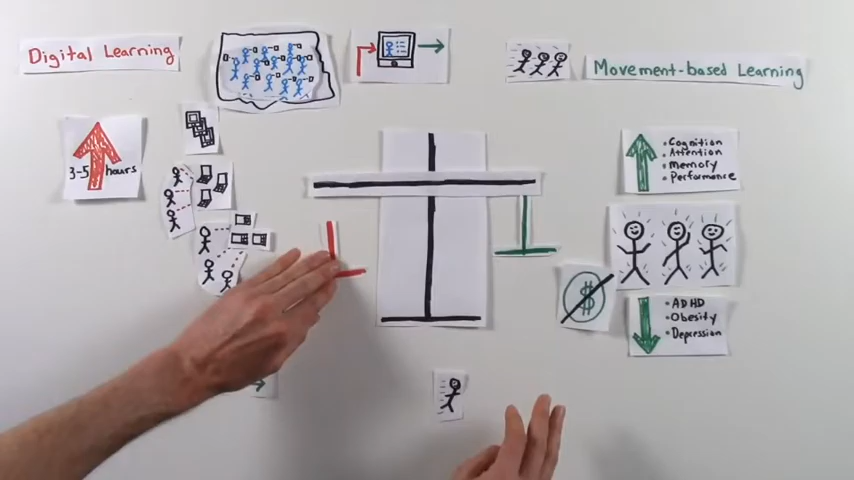 Digital Learning
Movement-based Learning
3-5 hours
• Cognition
• Attention
• Memory
• Performance
$
• ADHD
• Obesity
• Depression